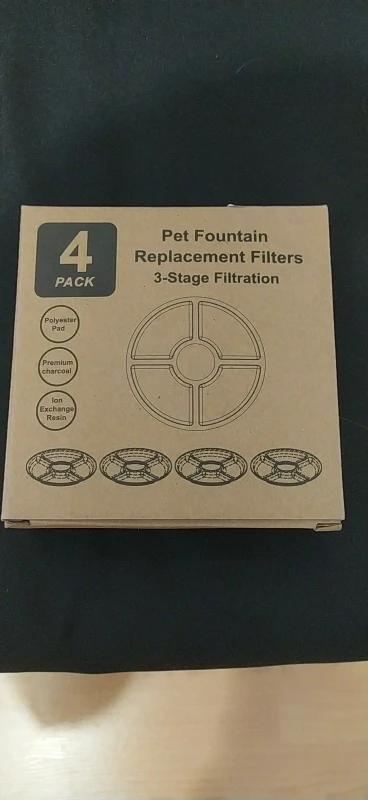 4
PACK
Pet Fountain
Replacement Filters
3-Stage Filtration
Polyester
Pad
Premium
charcoal
Ion
Exchange
Resin